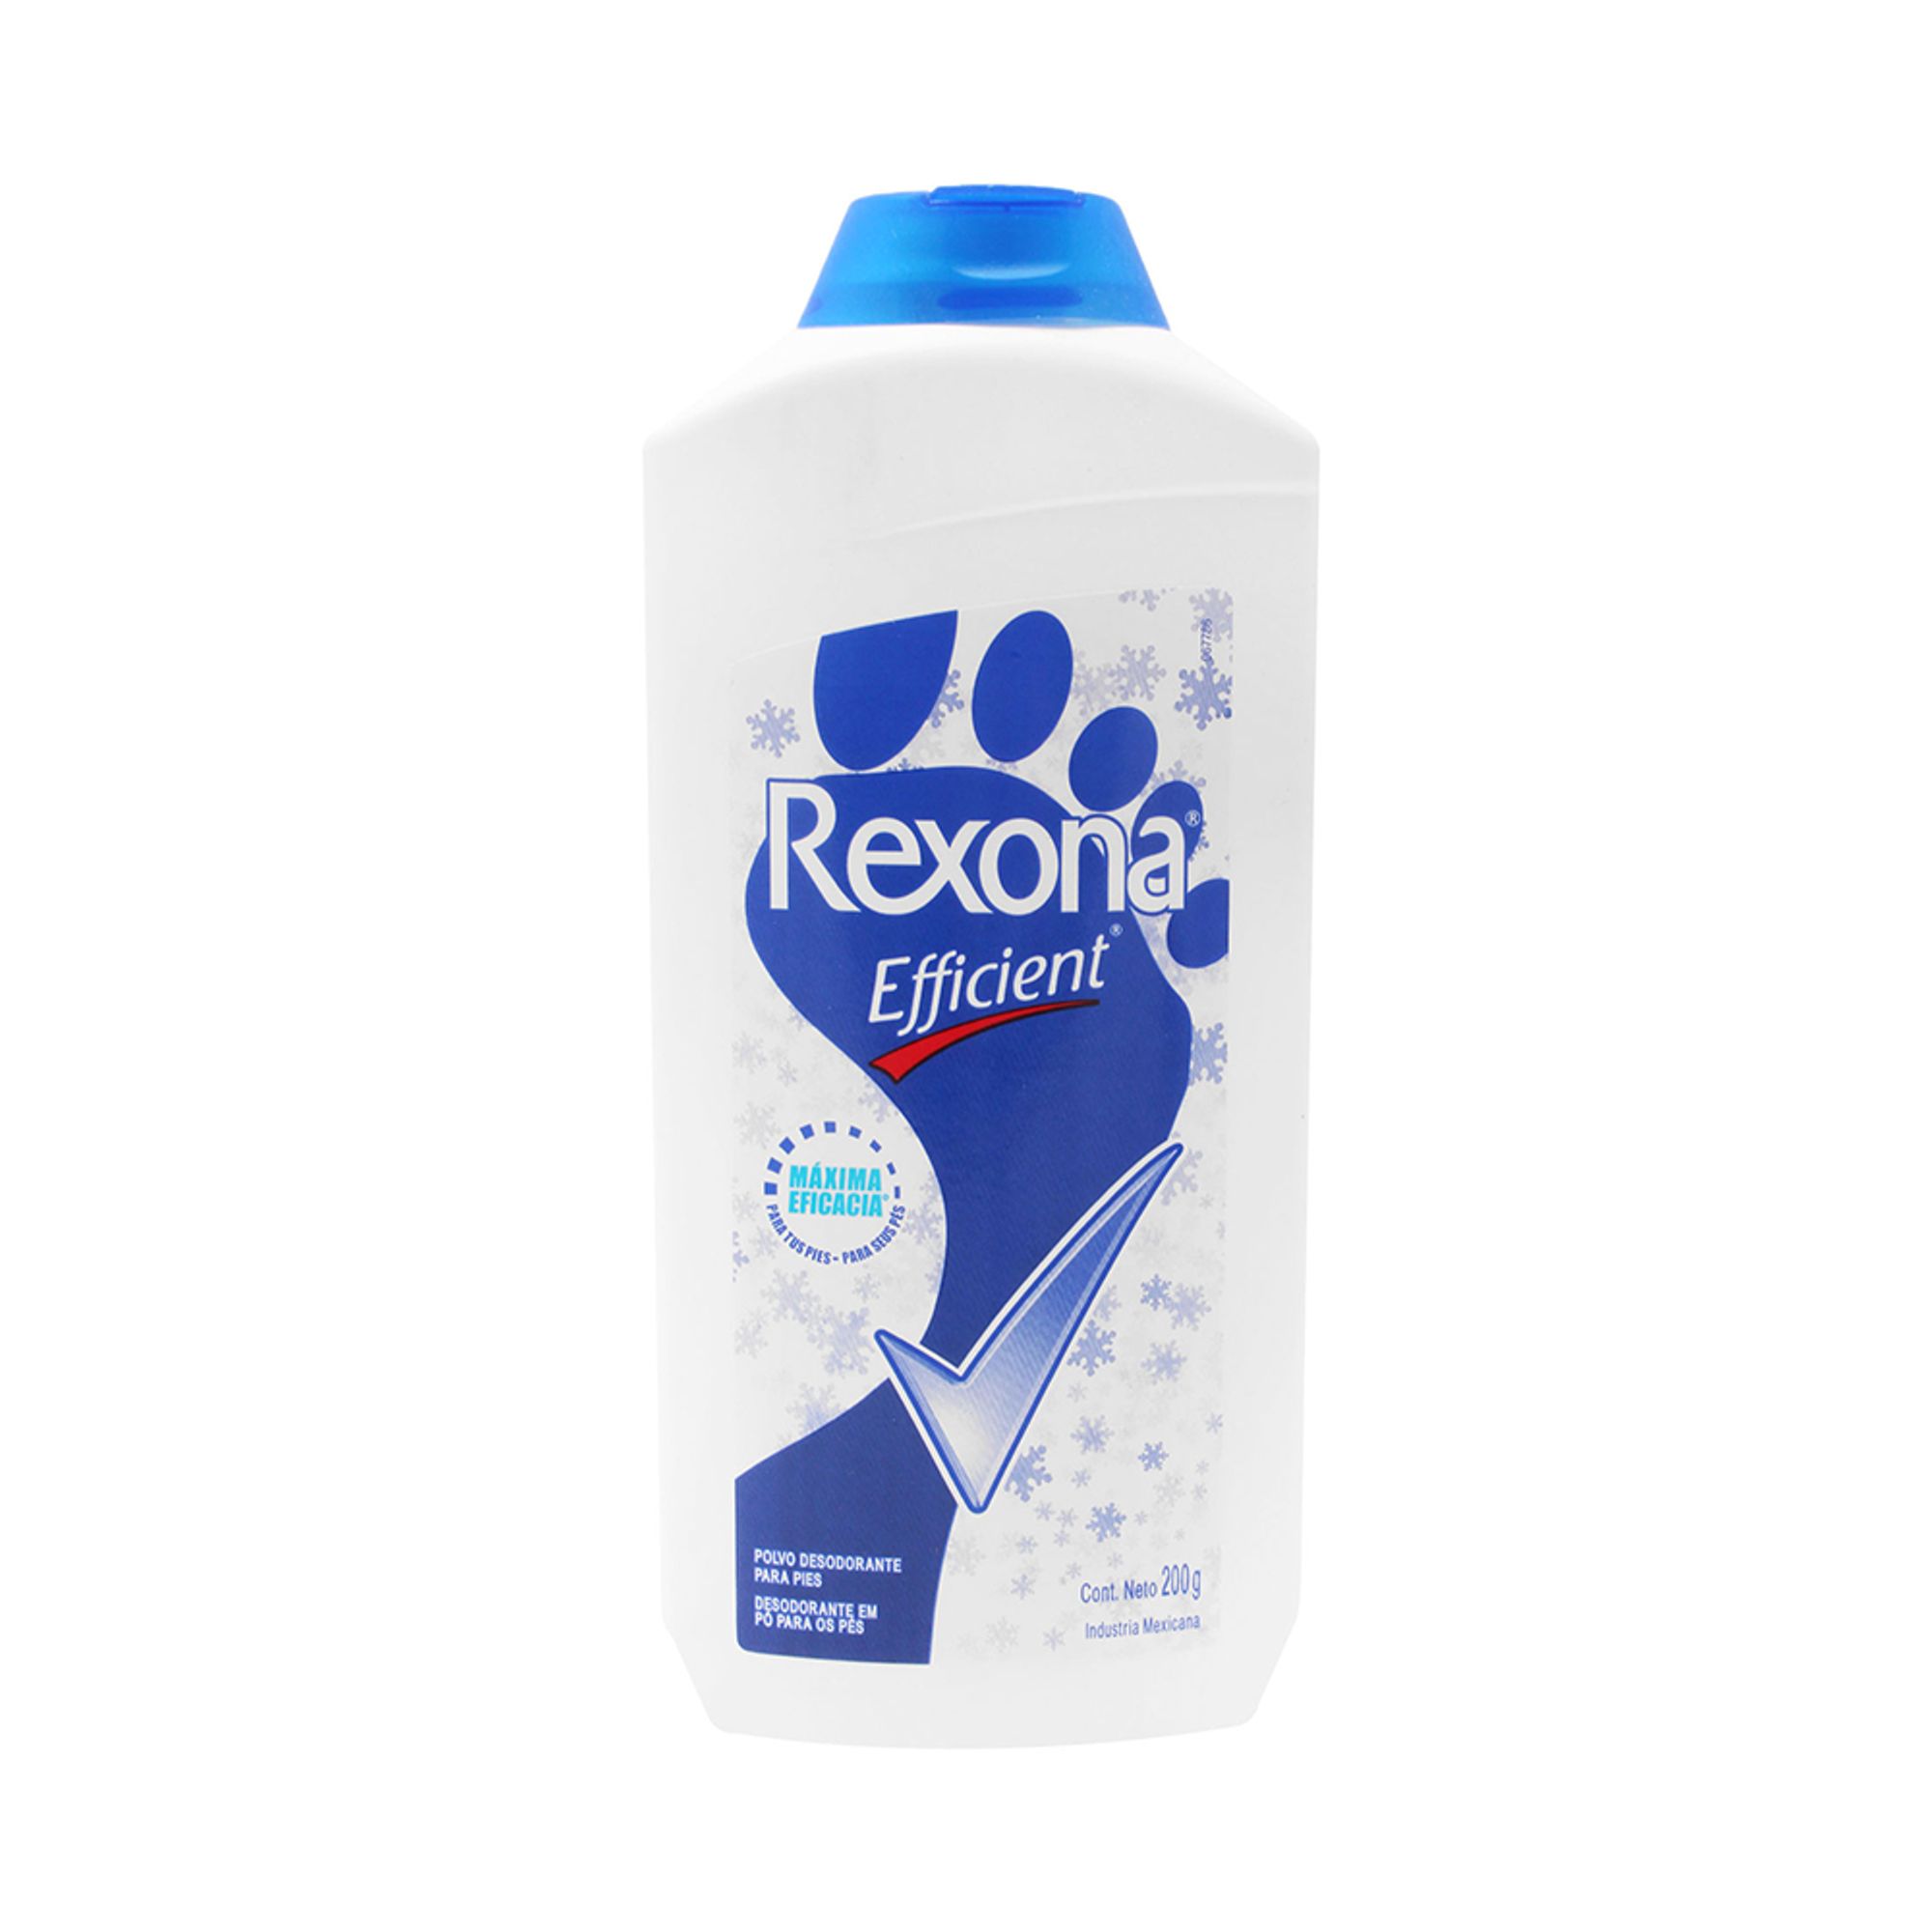 067786
Rexona®
Efficient®
MÁXIMA
EFICACIA®
PARA TUS PIES - PARA SEUS PÉS
POLVO DESODORANTE
PARA PIES
DESODORANTE EM
PÓ PARA OS PÉS
Cont. Neto 200g
Industria Mexicana